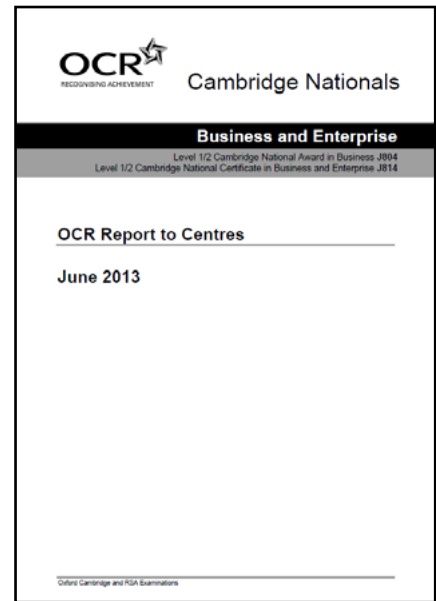 OCR
RECOGNISING ACHIEVEMENT
Cambridge Nationals
Business and Enterprise
Level 1/2 Cambridge National Award in Business J804
Level 1/2 Cambridge National Certificate in Business and Enterprise J814
OCR Report to Centres
June 2013
Oxford Cambridge and RSA Examinations